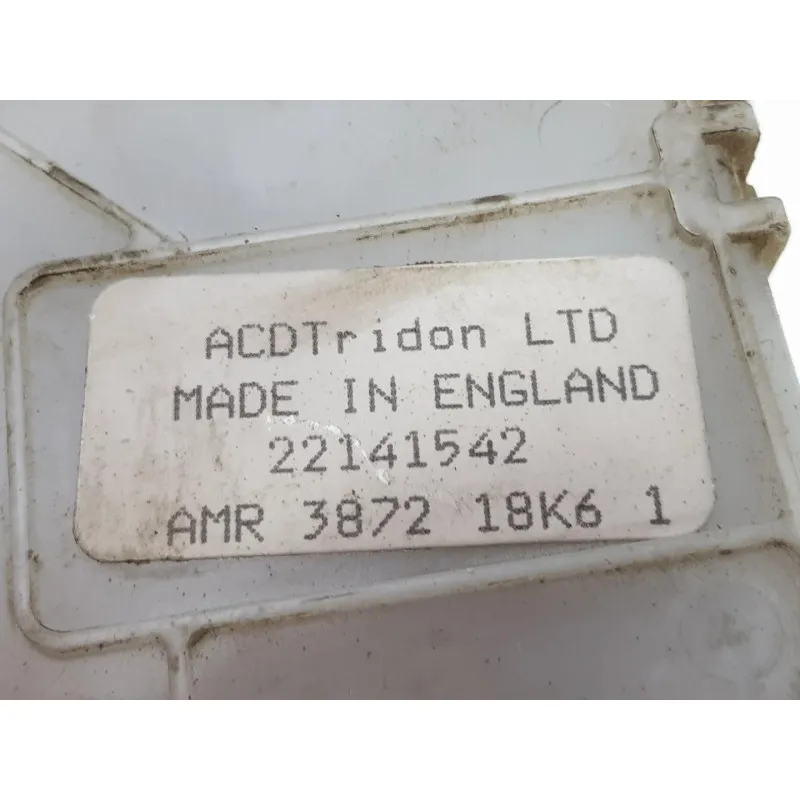 ACDTridon LTD
MADE IN ENGLAND
22141542
AMR 3872 18K6 1